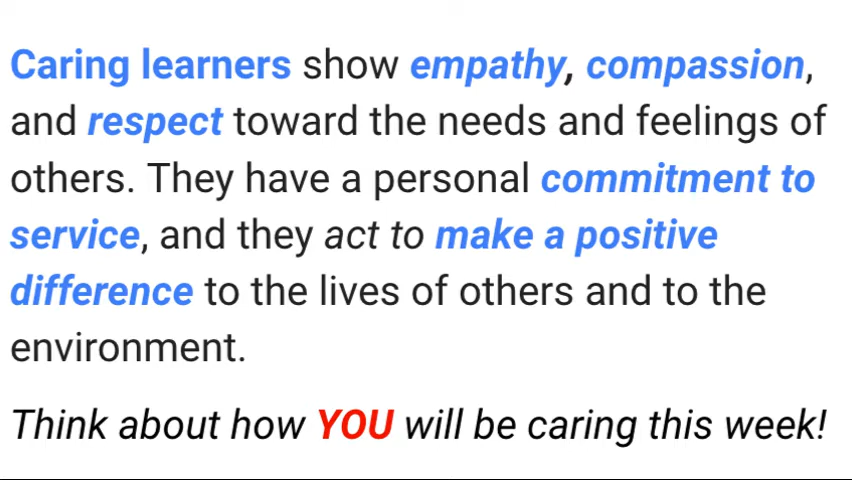 Caring learners show empathy, compassion,
and respect toward the needs and feelings of
others. They have a personal commitment to
service, and they act to make a positive
difference to the lives of others and to the
environment.
Think about how YOU will be caring this week!